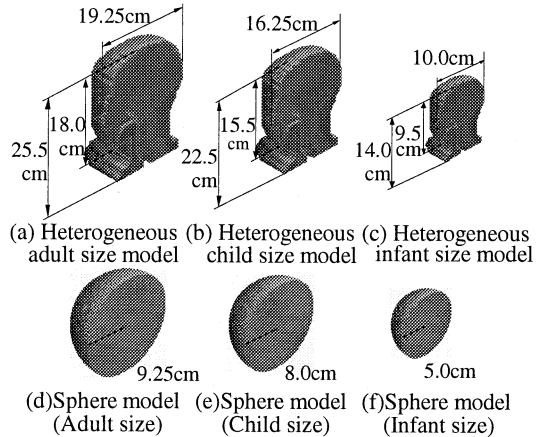 19.25cm
16.25cm
10.0cm
18.0
cm
25.5
cm
15.5
cm
22.5
cm
9.5
cm
14.0
cm
(a) Heterogeneous
adult size model
(b) Heterogeneous
child size model
(c) Heterogeneous
infant size model
9.25cm
8.0cm
5.0cm
(d)Sphere model
(Adult size)
(e)Sphere model
(Child size)
(f)Sphere model
(Infant size)